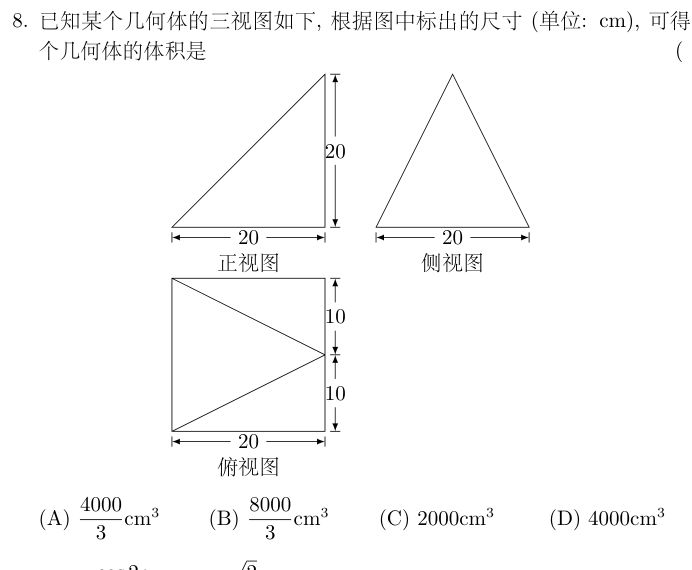 8. 已知某个几何体的三视图如下, 根据图中标出的尺寸 (单位: cm), 可得
个几何体的体积是 (
20
20
20
正视图
侧视图
10
10
20
俯视图
(A) \frac{4000}{3}cm³ (B) \frac{8000}{3}cm³ (C) 2000cm³ (D) 4000cm³